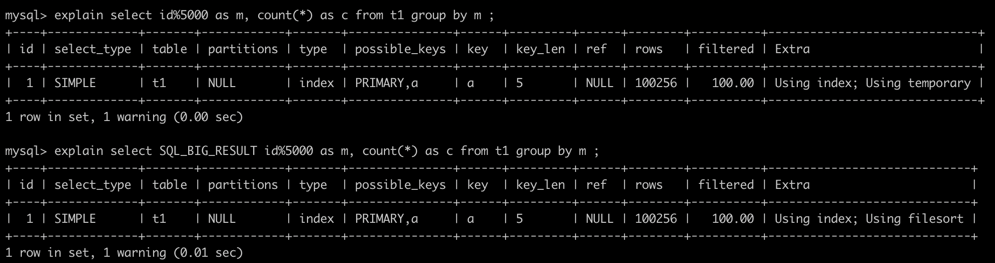 mysql> explain select id%5000 as m, count(*) as c from t1 group by m ;
+----+-------------+-------+------------+-------+---------------+-----+---------+------+--------+----------+------------------------------+
| id | select_type | table | partitions | type  | possible_keys | key | key_len | ref  | rows   | filtered | Extra                        |
+----+-------------+-------+------------+-------+---------------+-----+---------+------+--------+----------+------------------------------+
|  1 | SIMPLE      | t1    | NULL       | index | PRIMARY,a     | a   | 5       | NULL | 100256 |   100.00 | Using index; Using temporary |
+----+-------------+-------+------------+-------+---------------+-----+---------+------+--------+----------+------------------------------+
1 row in set, 1 warning (0.00 sec)
mysql> explain select SQL_BIG_RESULT id%5000 as m, count(*) as c from t1 group by m ;
+----+-------------+-------+------------+-------+---------------+-----+---------+------+--------+----------+-----------------------------+
| id | select_type | table | partitions | type  | possible_keys | key | key_len | ref  | rows   | filtered | Extra                       |
+----+-------------+-------+------------+-------+---------------+-----+---------+------+--------+----------+-----------------------------+
|  1 | SIMPLE      | t1    | NULL       | index | PRIMARY,a     | a   | 5       | NULL | 100256 |   100.00 | Using index; Using filesort |
+----+-------------+-------+------------+-------+---------------+-----+---------+------+--------+----------+-----------------------------+
1 row in set, 1 warning (0.01 sec)